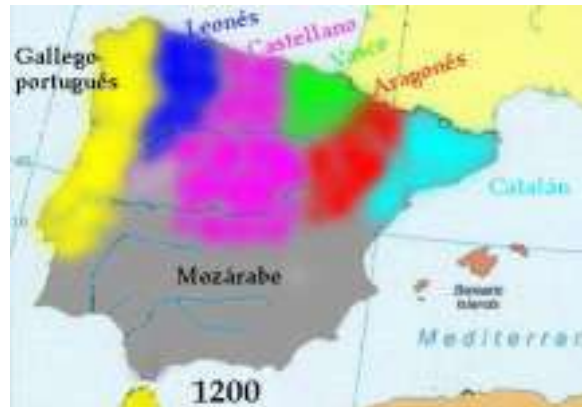 Leonés
Castellano
Vasco
Gallego-
portugués
Aragonés
Catalán
Mozárabe
Mediterran
1200